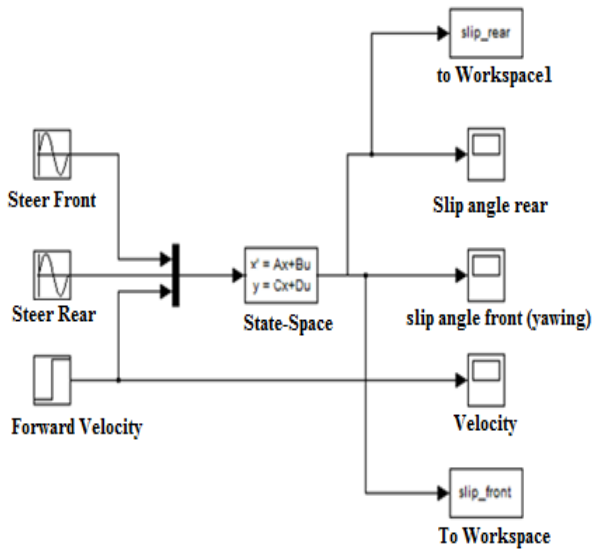 slip_rear
to Workspace1
Steer Front
Slip angle rear
x' = Ax+Bu
y = Cx+Du
Steer Rear
State-Space
slip angle front (yawing)
Forward Velocity
Velocity
slip_front
To Workspace